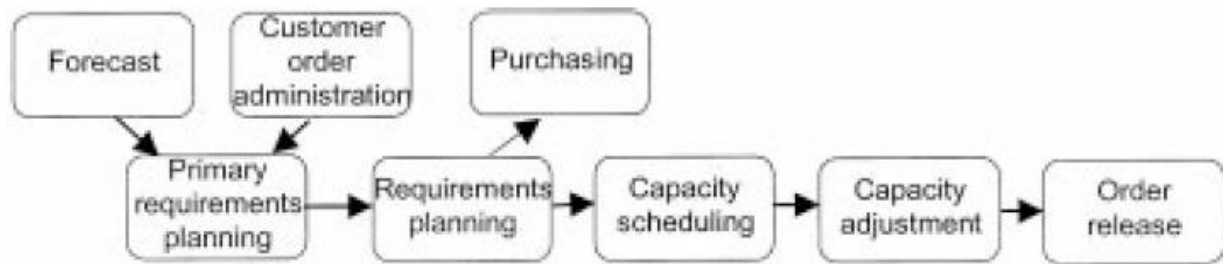 Forecast
Customer
order
administration
Purchasing
Primary
requirements
planning
Requirements
planning
Capacity
scheduling
Capacity
adjustment
Order
release